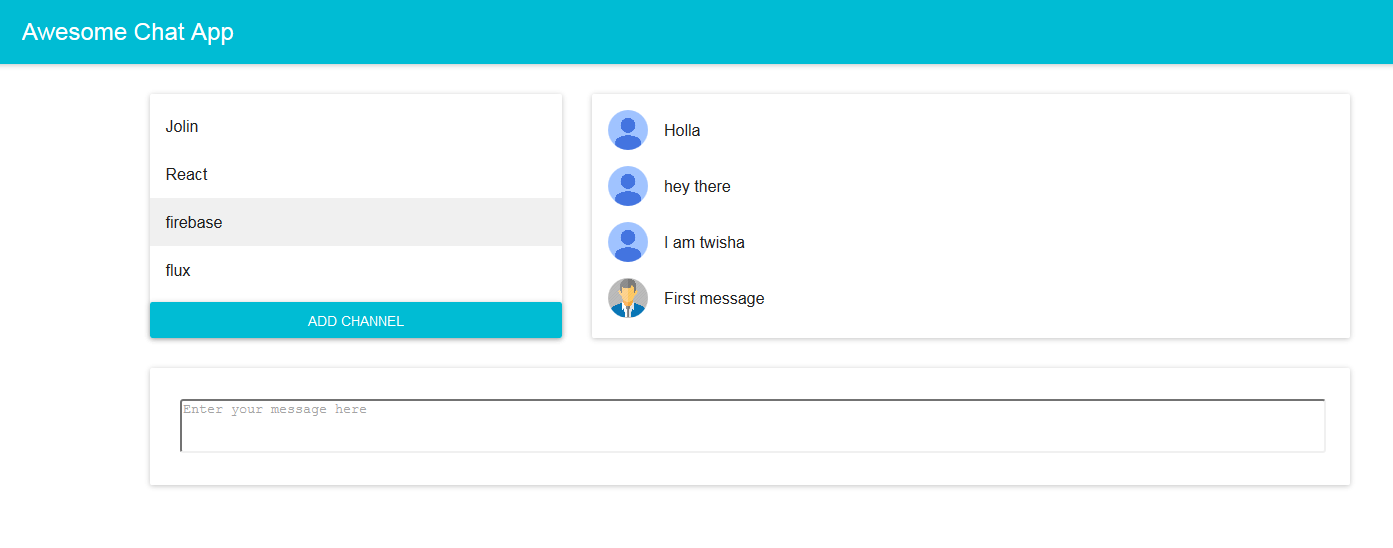 Awesome Chat App
Jolin
React
firebase
flux
ADD CHANNEL
Holla
hey there
I am twisha
First message
Enter your message here